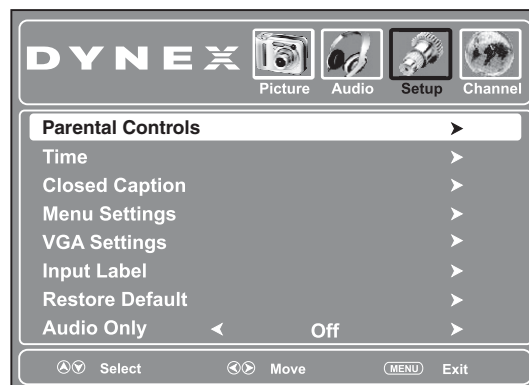 DYNEX
Picture Audio Setup Channel
Parental Controls
Time
Closed Caption
Menu Settings
VGA Settings
Input Label
Restore Default
Audio Only Off
Select Move MENU Exit